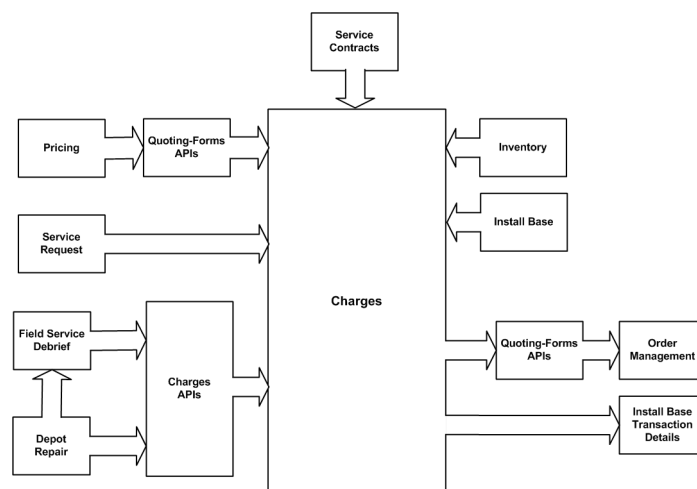 Service
Contracts
Pricing
Quoting-Forms
APIs
Inventory
Service
Request
Install Base
Charges
Field Service
Debrief
Charges
APIs
Quoting-Forms
APIs
Order
Management
Depot
Repair
Install Base
Transaction
Details